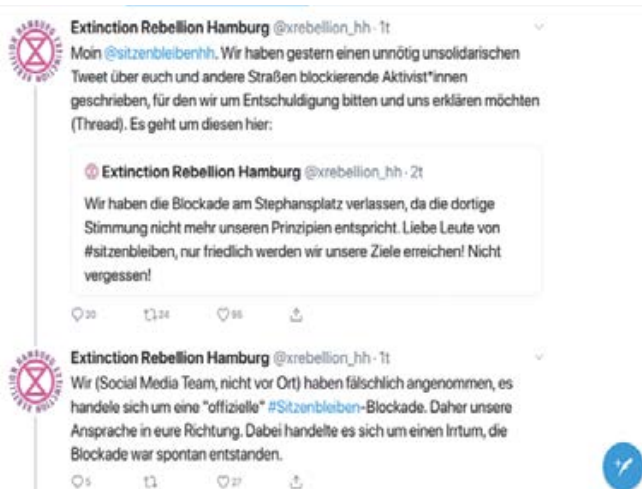 Extinction Rebellion Hamburg @xrebellion_hh · 1t
Moin @sitzenbleibenhh. Wir haben gestern einen unnötig unsolidarischen
Tweet über euch und andere Straßen blockierende Aktivist*innen
geschrieben, für den wir um Entschuldigung bitten und uns erklären möchten
(Thread). Es geht um diesen hier:
Extinction Rebellion Hamburg @xrebellion_hh · 2t
Wir haben die Blockade am Stephansplatz verlassen, da die dortige
Stimmung nicht mehr unseren Prinzipien entspricht. Liebe Leute von
#sitzenbleiben, nur friedlich werden wir unsere Ziele erreichen! Nicht
vergessen!
20 24 95
Extinction Rebellion Hamburg @xrebellion_hh · 1t
Wir (Social Media Team, nicht vor Ort) haben fälschlich angenommen, es
handele sich um eine "offizielle" #Sitzenbleiben-Blockade. Daher unsere
Ansprache in eure Richtung. Dabei handelte es sich um einen Irrtum, die
Blockade war spontan entstanden.
5 27